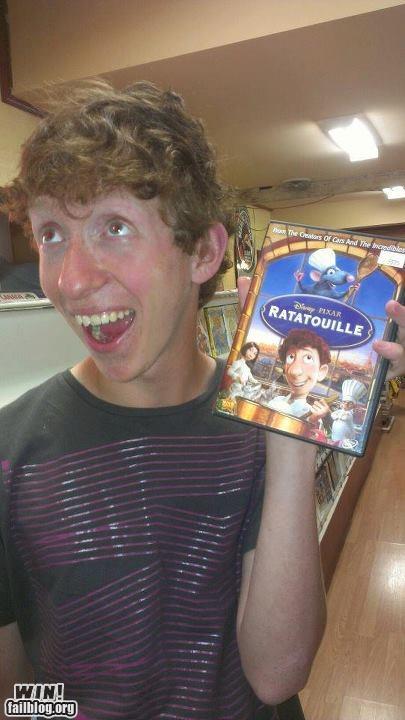 From The Creators Of Cars And The Incredibles
Disney PIXAR
RATATOUILLE
DVD
WIN!
failblog.org